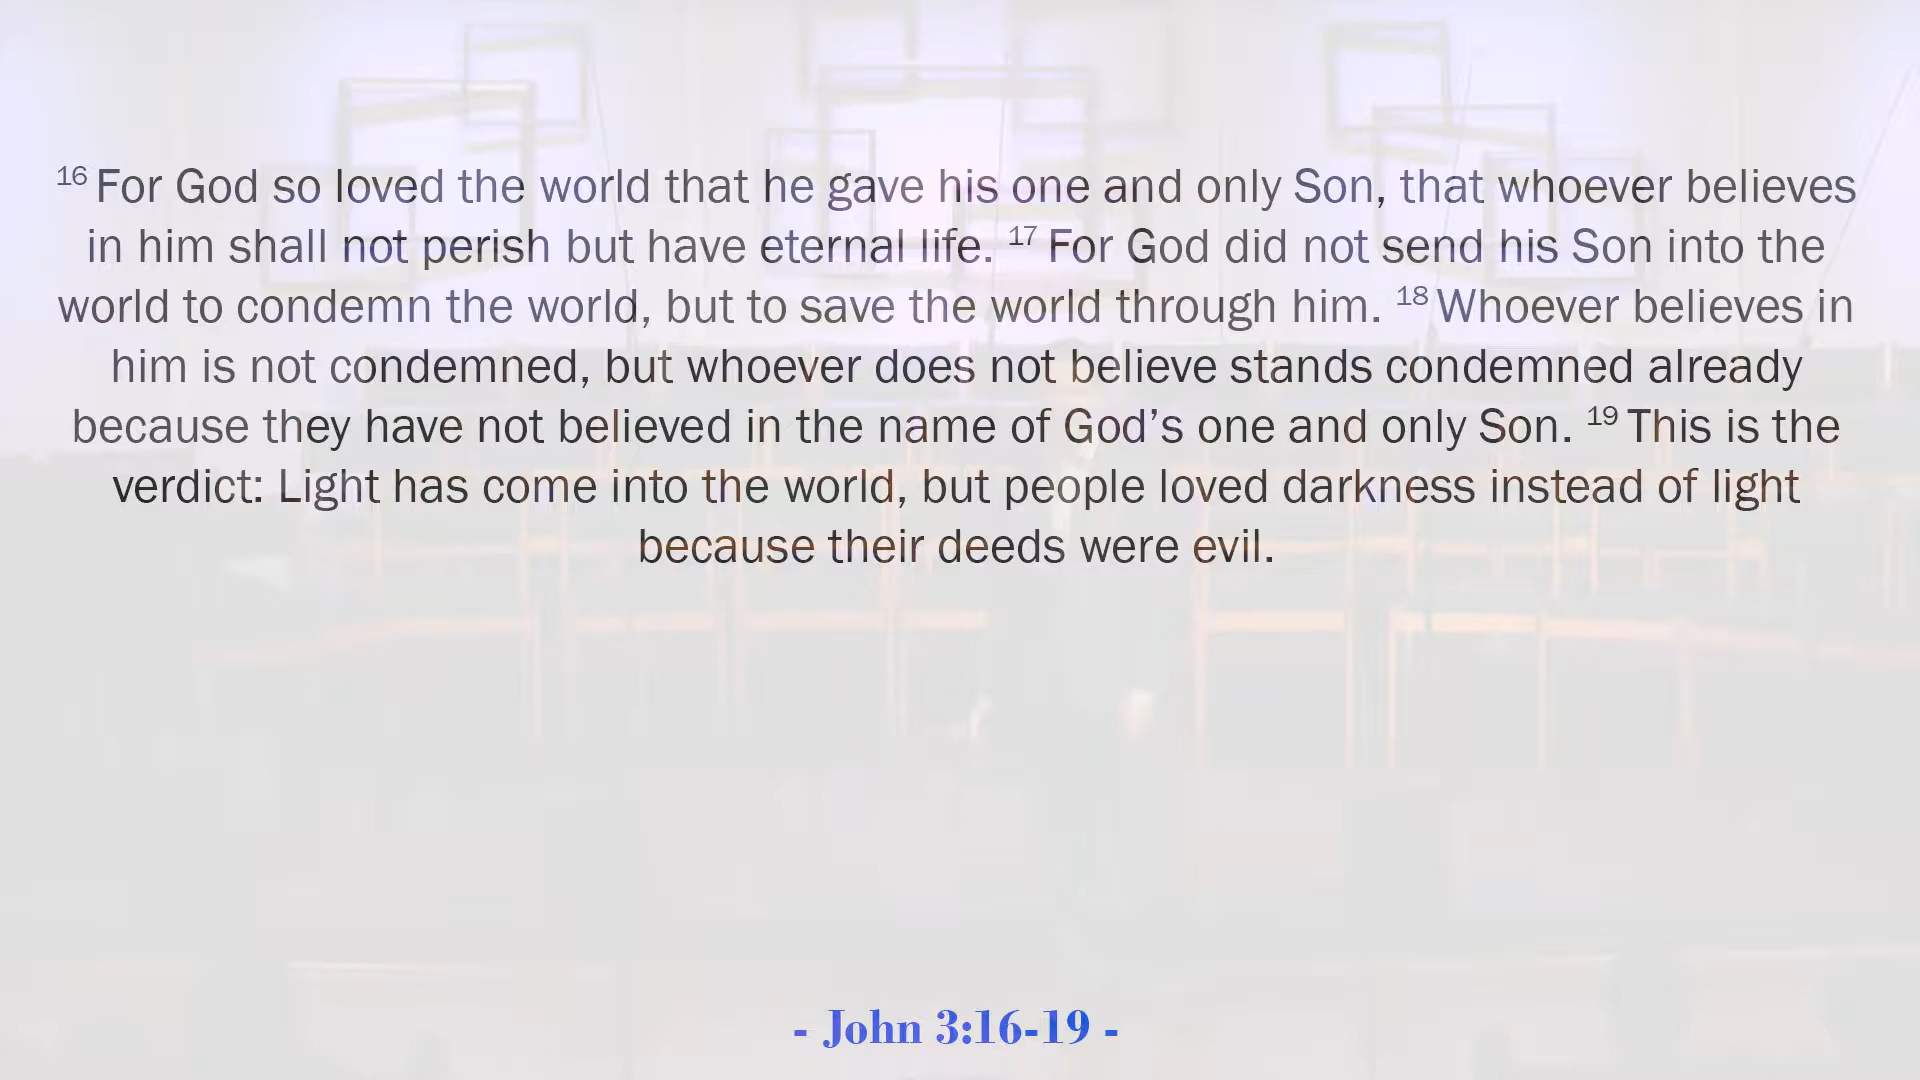 16 For God so loved the world that he gave his one and only Son, that whoever believes
in him shall not perish but have eternal life. 17 For God did not send his Son into the
world to condemn the world, but to save the world through him. 18 Whoever believes in
him is not condemned, but whoever does not believe stands condemned already
because they have not believed in the name of God’s one and only Son. 19 This is the
verdict: Light has come into the world, but people loved darkness instead of light
because their deeds were evil.
- John 3:16-19 -